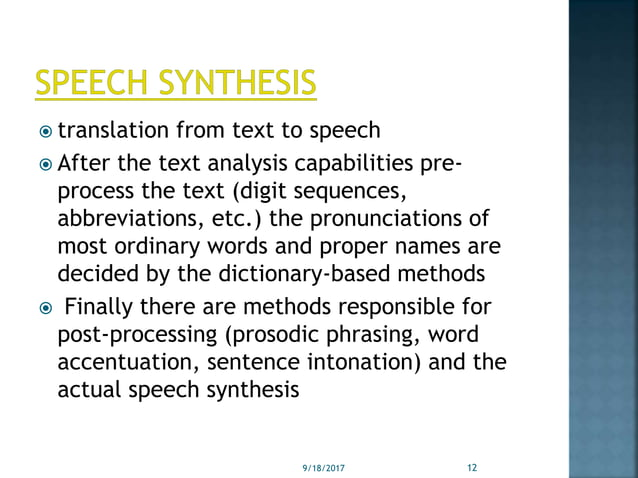 SPEECH SYNTHESIS
translation from text to speech
After the text analysis capabilities pre-
process the text (digit sequences,
abbreviations, etc.) the pronunciations of
most ordinary words and proper names are
decided by the dictionary-based methods
Finally there are methods responsible for
post-processing (prosodic phrasing, word
accentuation, sentence intonation) and the
actual speech synthesis
9/18/2017 12